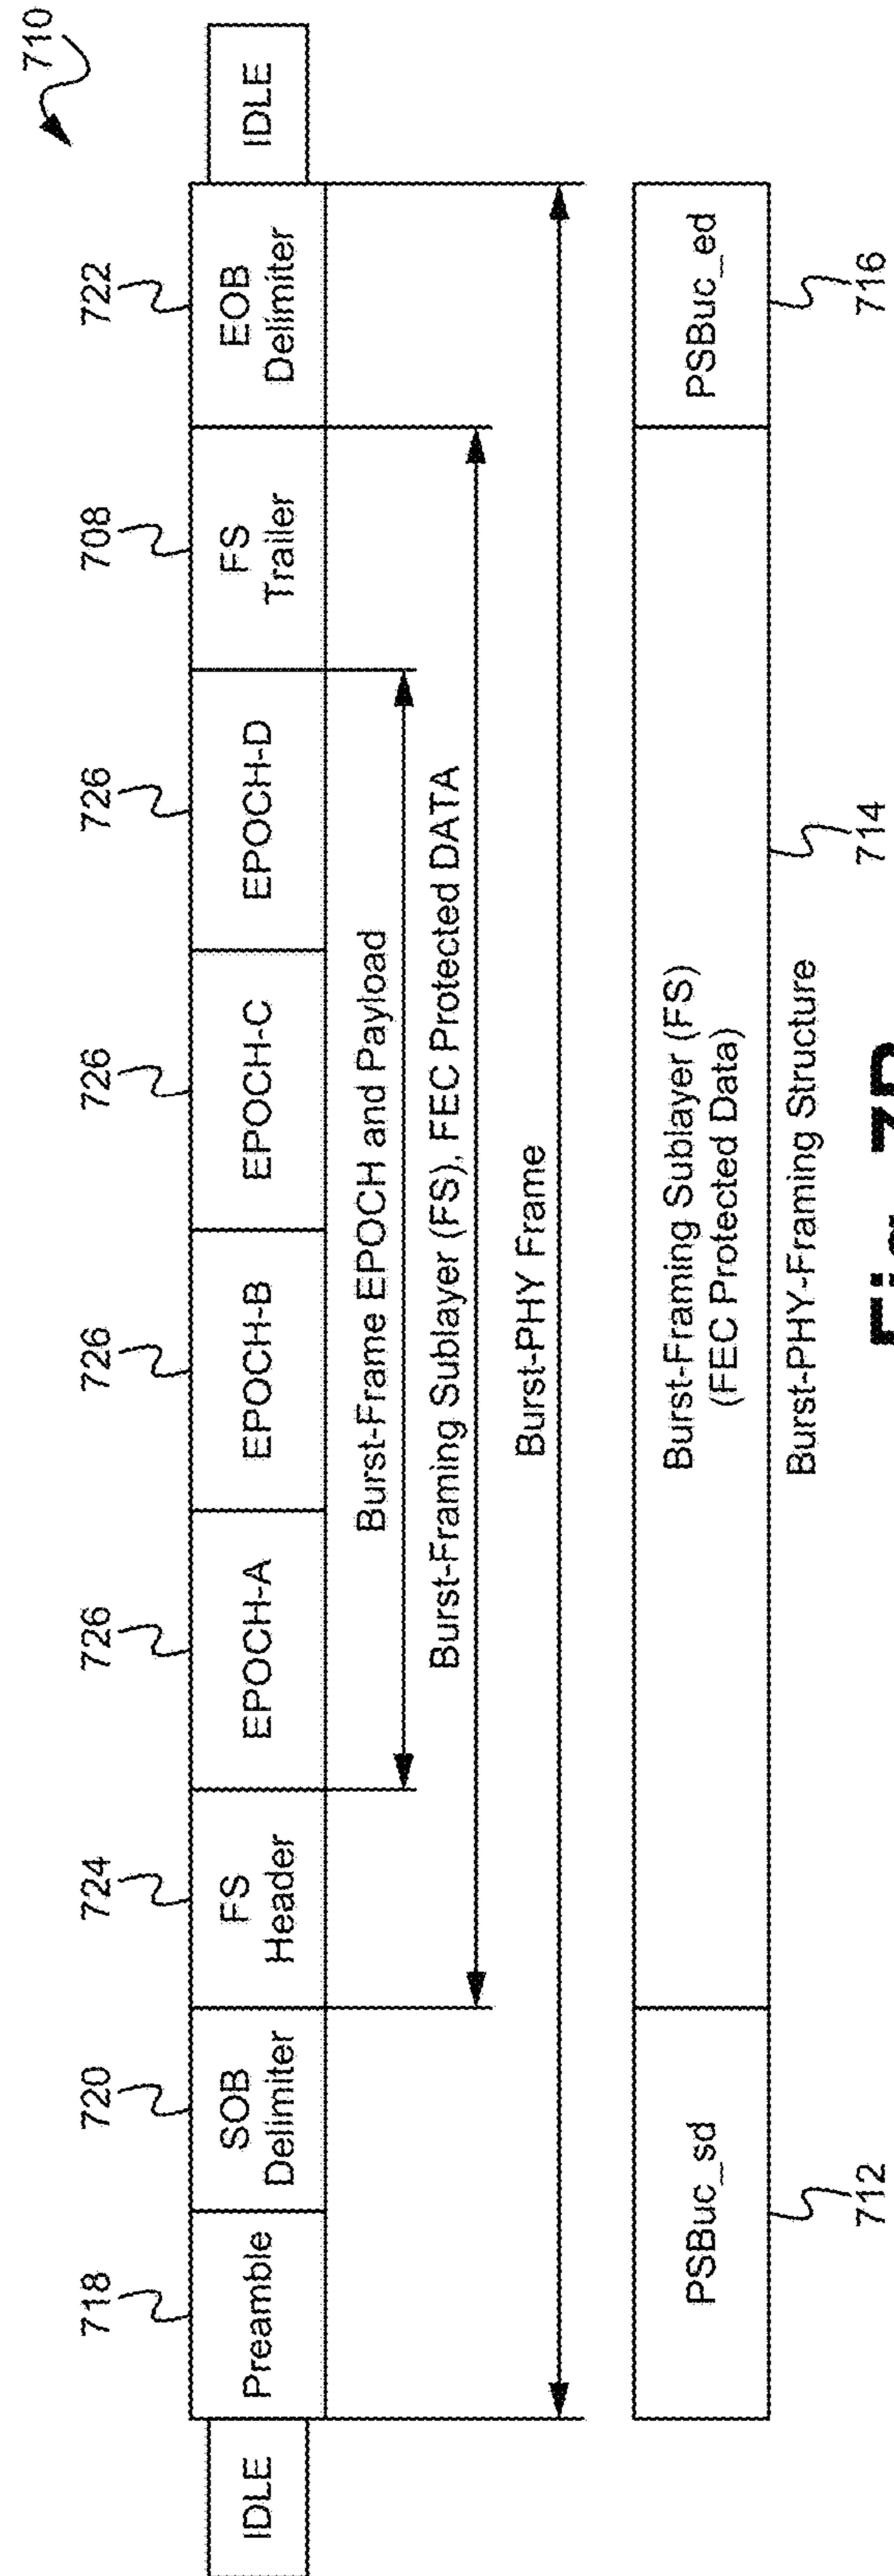 710
718
720
724
726
726
726
726
708
722
IDLE
Preamble
SOB
Delimiter
FS
Header
EPOCH-A
EPOCH-B
EPOCH-C
EPOCH-D
FS
Trailer
EOB
Delimiter
IDLE
Burst-Frame EPOCH and Payload
Burst-Framing Sublayer (FS), FEC Protected DATA
Burst-PHY Frame
PSBuc_sd
Burst-Framing Sublayer (FS)
(FEC Protected Data)
PSBuc_ed
712
714
716
Burst-PHY-Framing Structure